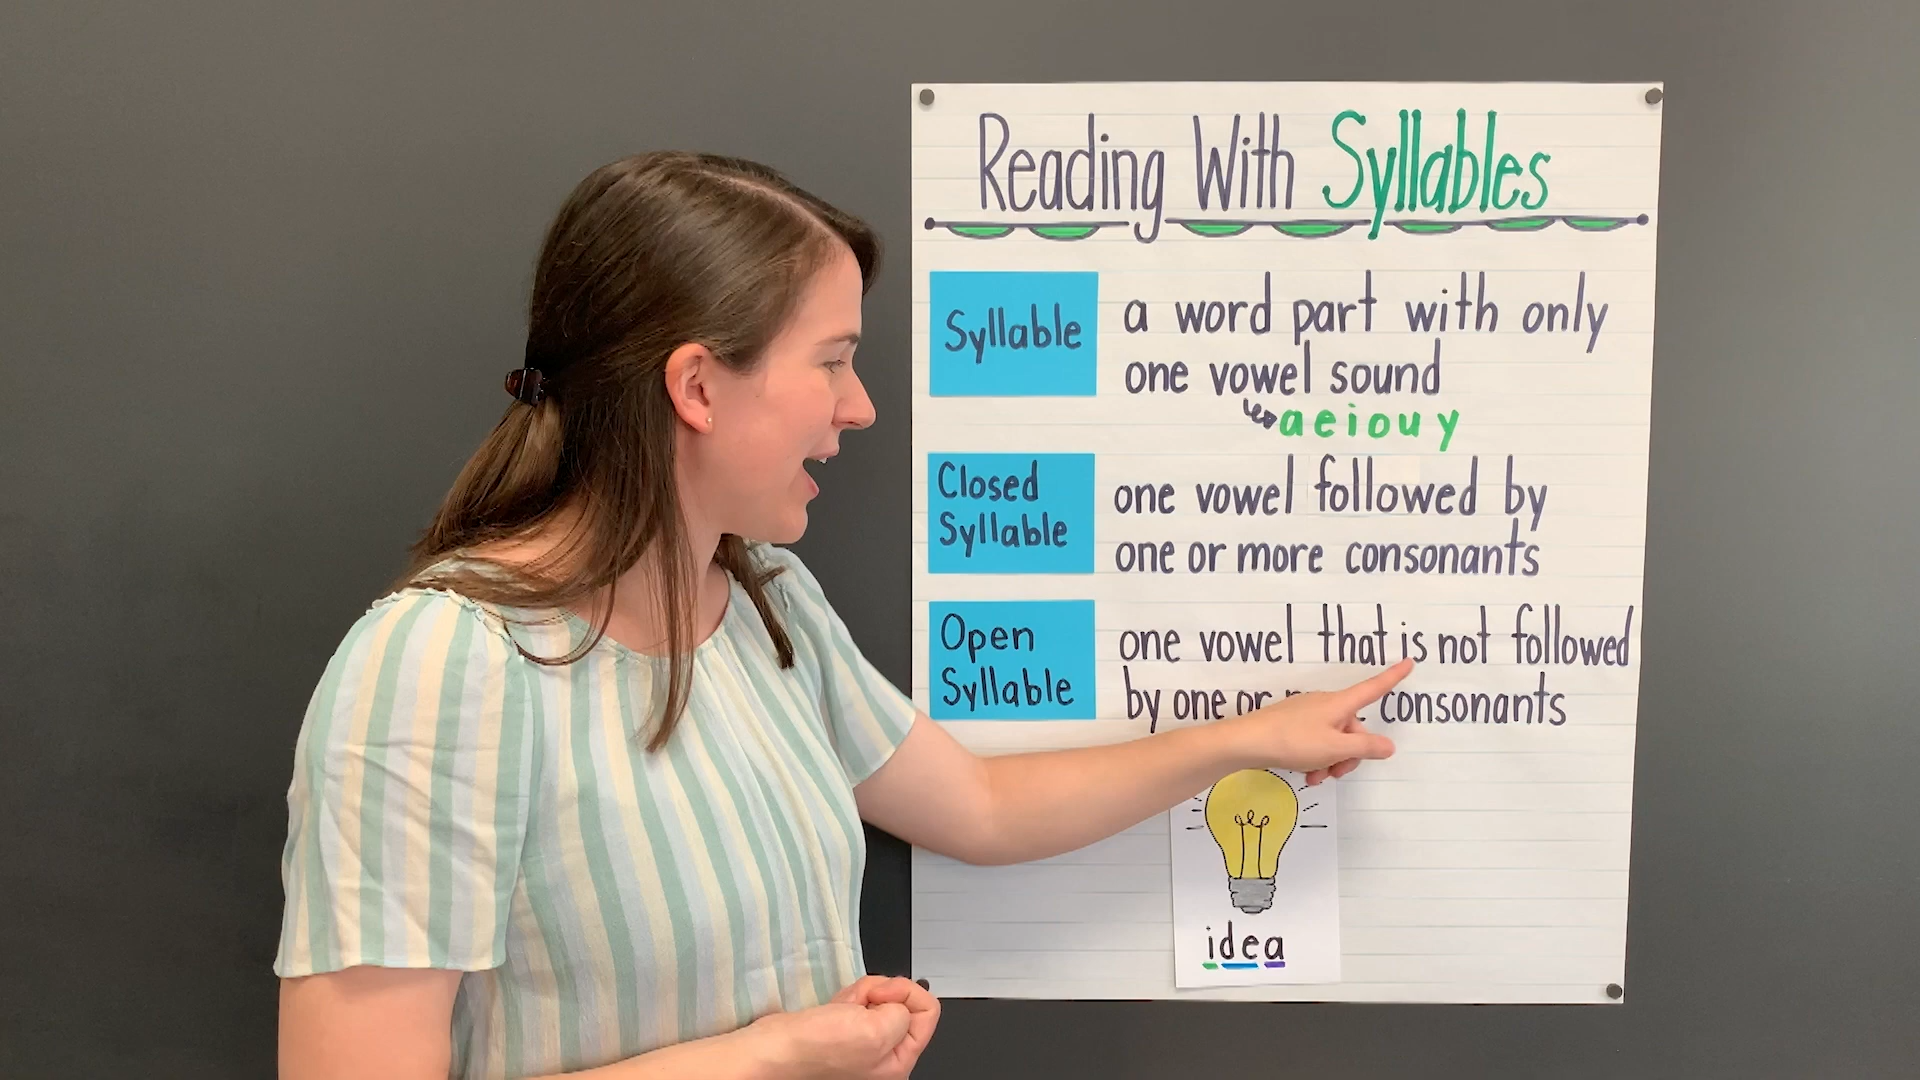 Reading With Syllables
Syllable
a word part with only
one vowel sound
a e i o u y
Closed
Syllable
one vowel followed by
one or more consonants
Open
Syllable
one vowel that is not followed
by one or consonants
idea